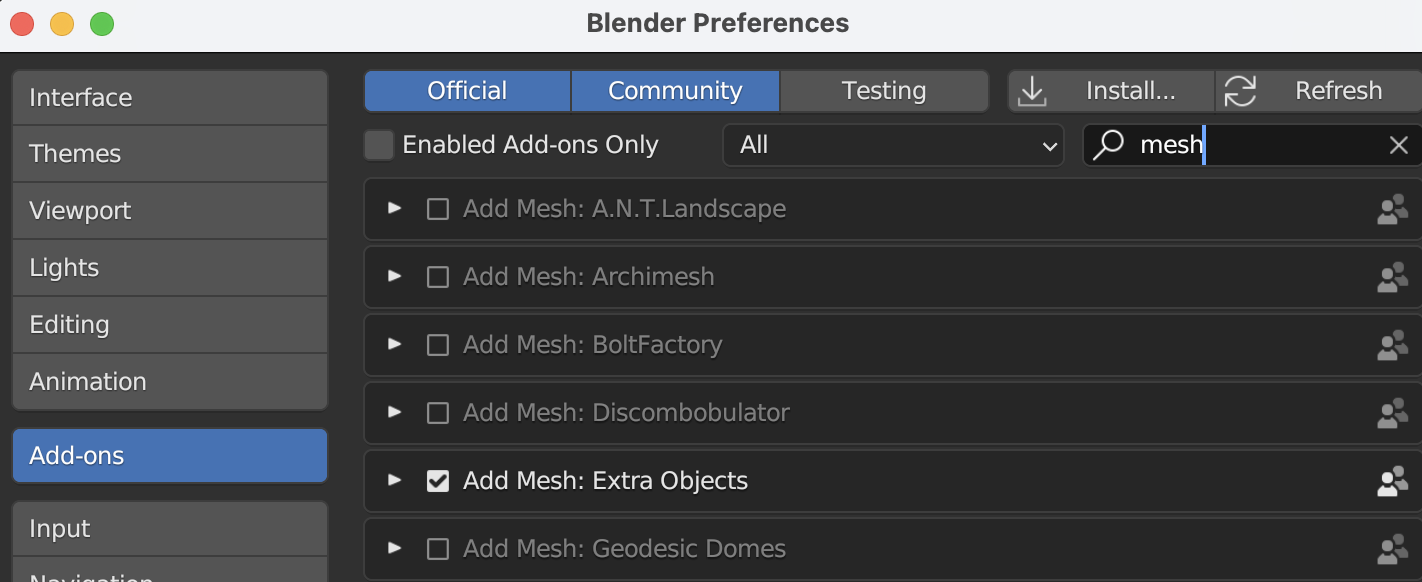 Blender Preferences
Interface
Themes
Viewport
Lights
Editing
Animation
Add-ons
Input
Navigation
Official Community Testing Install... Refresh
Enabled Add-ons Only All mesh
Add Mesh: A.N.T.Landscape
Add Mesh: Archimesh
Add Mesh: BoltFactory
Add Mesh: Discombobulator
Add Mesh: Extra Objects
Add Mesh: Geodesic Domes